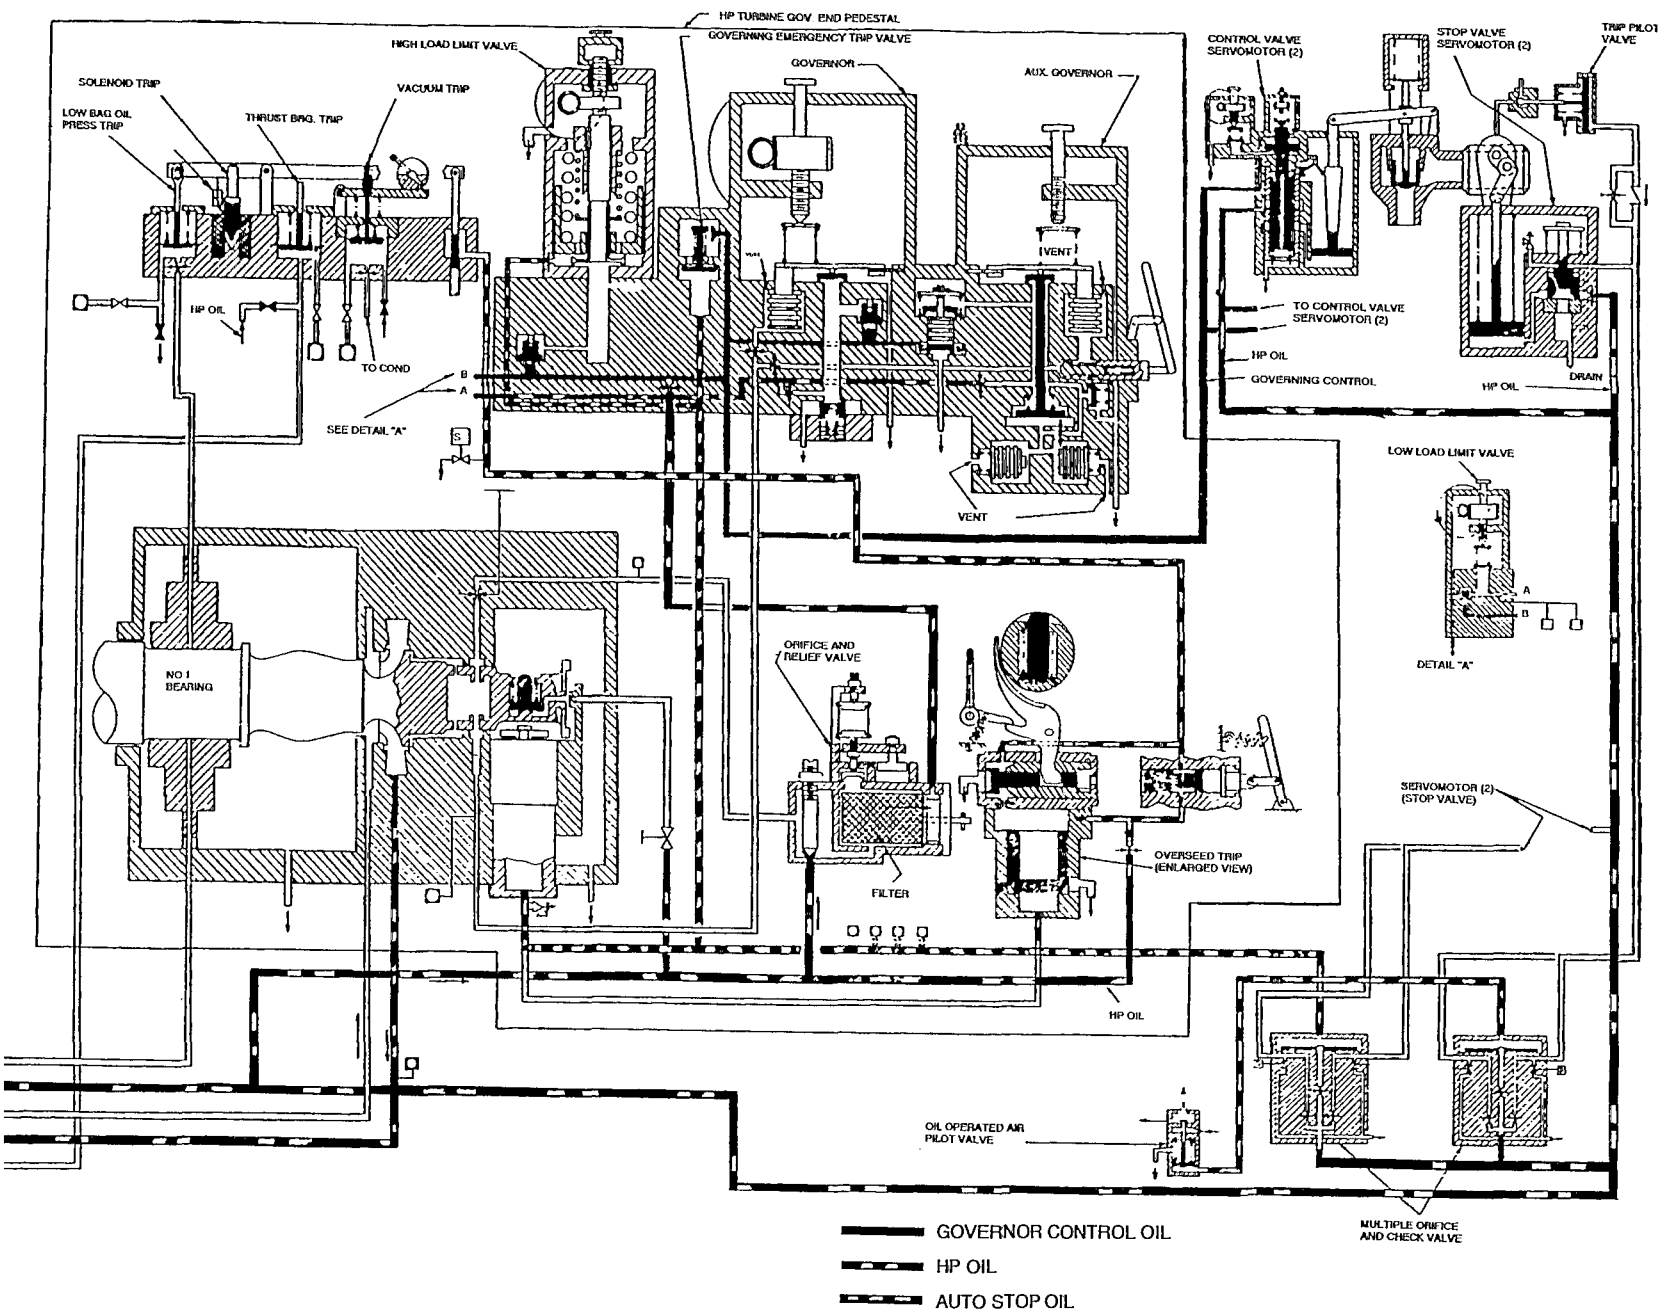 HP TURBINE GOV. END PEDESTAL
GOVERNING EMERGENCY TRIP VALVE
HIGH LOAD LIMIT VALVE
GOVERNOR
AUX. GOVERNOR
CONTROL VALVE
SERVOMOTOR (2)
STOP VALVE
SERVOMOTOR (2)
TRIP PILOT
VALVE
SOLENOID TRIP
VACUUM TRIP
LOW BAG OIL
PRESS TRIP
THRUST BRG. TRIP
VENT
VENT
HP OIL
TO COND
B
A
SEE DETAIL "A"
S
TO CONTROL VALVE
SERVOMOTOR (2)
HP OIL
GOVERNING CONTROL
DRAIN
HP OIL
VENT
LOW LOAD LIMIT VALVE
A
B
DETAIL "A"
NO 1
BEARING
ORIFICE AND
RELIEF VALVE
FILTER
OVERSEED TRIP
(ENLARGED VIEW)
SERVOMOTOR (2)
(STOP VALVE)
HP OIL
OIL OPERATED AIR
PILOT VALVE
MULTIPLE ORIFICE
AND CHECK VALVE
GOVERNOR CONTROL OIL
HP OIL
AUTO STOP OIL